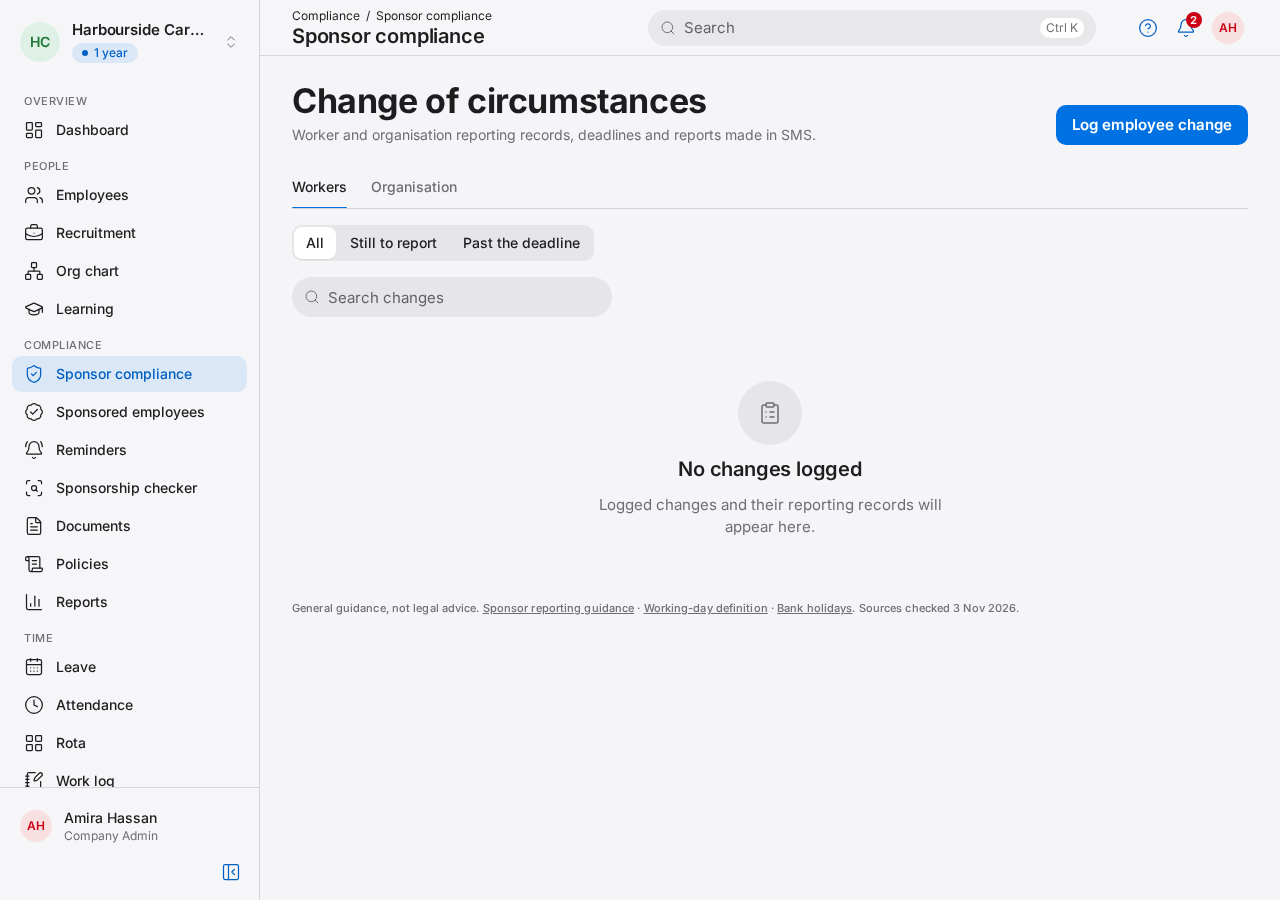 HC
Harbourside Car...
1 year
OVERVIEW
Dashboard
PEOPLE
Employees
Recruitment
Org chart
Learning
COMPLIANCE
Sponsor compliance
Sponsored employees
Reminders
Sponsorship checker
Documents
Policies
Reports
TIME
Leave
Attendance
Rota
Work log
AH
Amira Hassan
Company Admin
Compliance / Sponsor compliance
Sponsor compliance
Search
Ctrl K
2
AH
Change of circumstances
Worker and organisation reporting records, deadlines and reports made in SMS.
Log employee change
Workers
Organisation
All
Still to report
Past the deadline
Search changes
No changes logged
Logged changes and their reporting records will
appear here.
General guidance, not legal advice. Sponsor reporting guidance · Working-day definition · Bank holidays. Sources checked 3 Nov 2026.